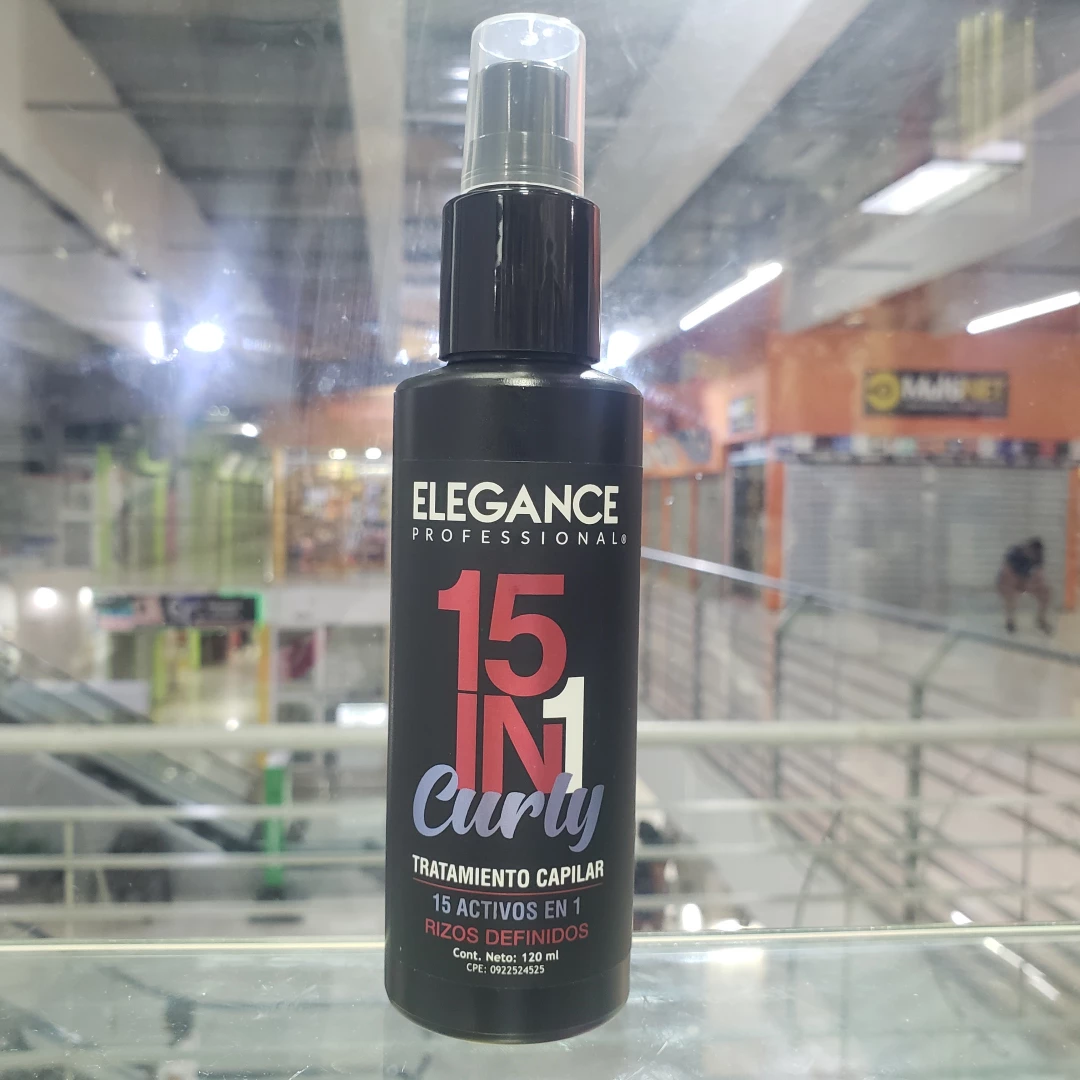 ELEGANCE
PROFESSIONAL®
15
IN1
Curly
TRATAMIENTO CAPILAR
15 ACTIVOS EN 1
RIZOS DEFINIDOS
Cont. Neto: 120 ml
CPE: 0922524525
MultiNET